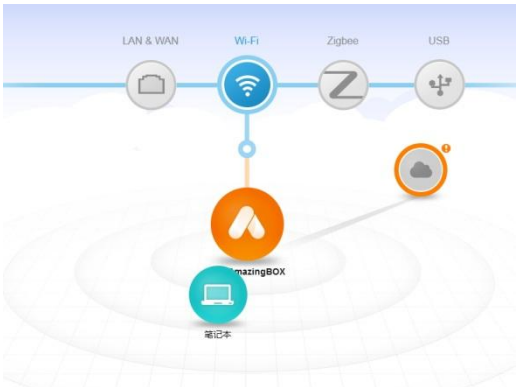 LAN & WAN
Wi-Fi
Zigbee
USB
mazingBOX
笔记本